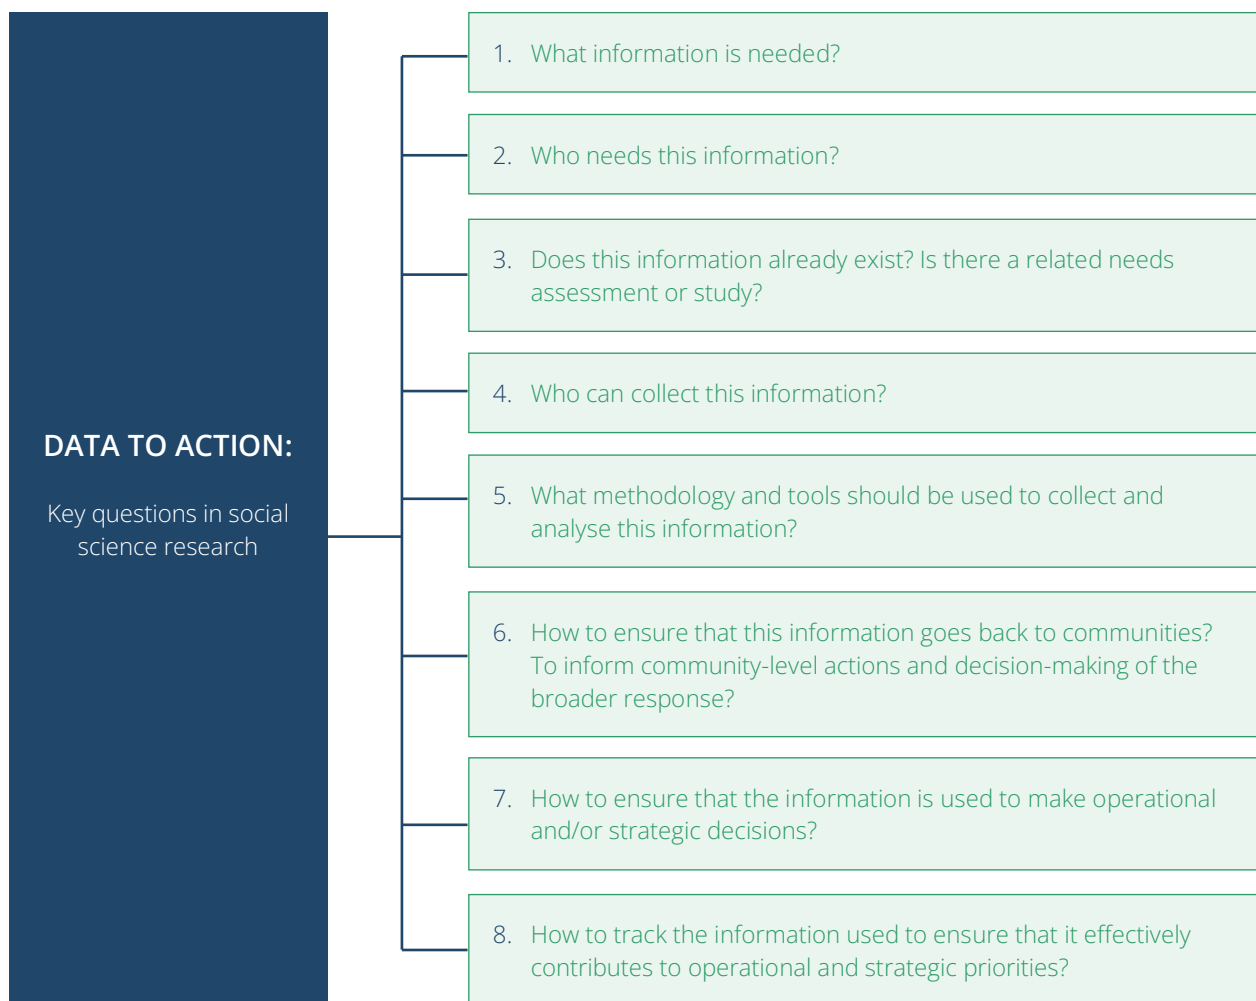 DATA TO ACTION:
Key questions in social
science research
1. What information is needed?
2. Who needs this information?
3. Does this information already exist? Is there a related needs
assessment or study?
4. Who can collect this information?
5. What methodology and tools should be used to collect and
analyse this information?
6. How to ensure that this information goes back to communities?
To inform community-level actions and decision-making of the
broader response?
7. How to ensure that the information is used to make operational
and/or strategic decisions?
8. How to track the information used to ensure that it effectively
contributes to operational and strategic priorities?